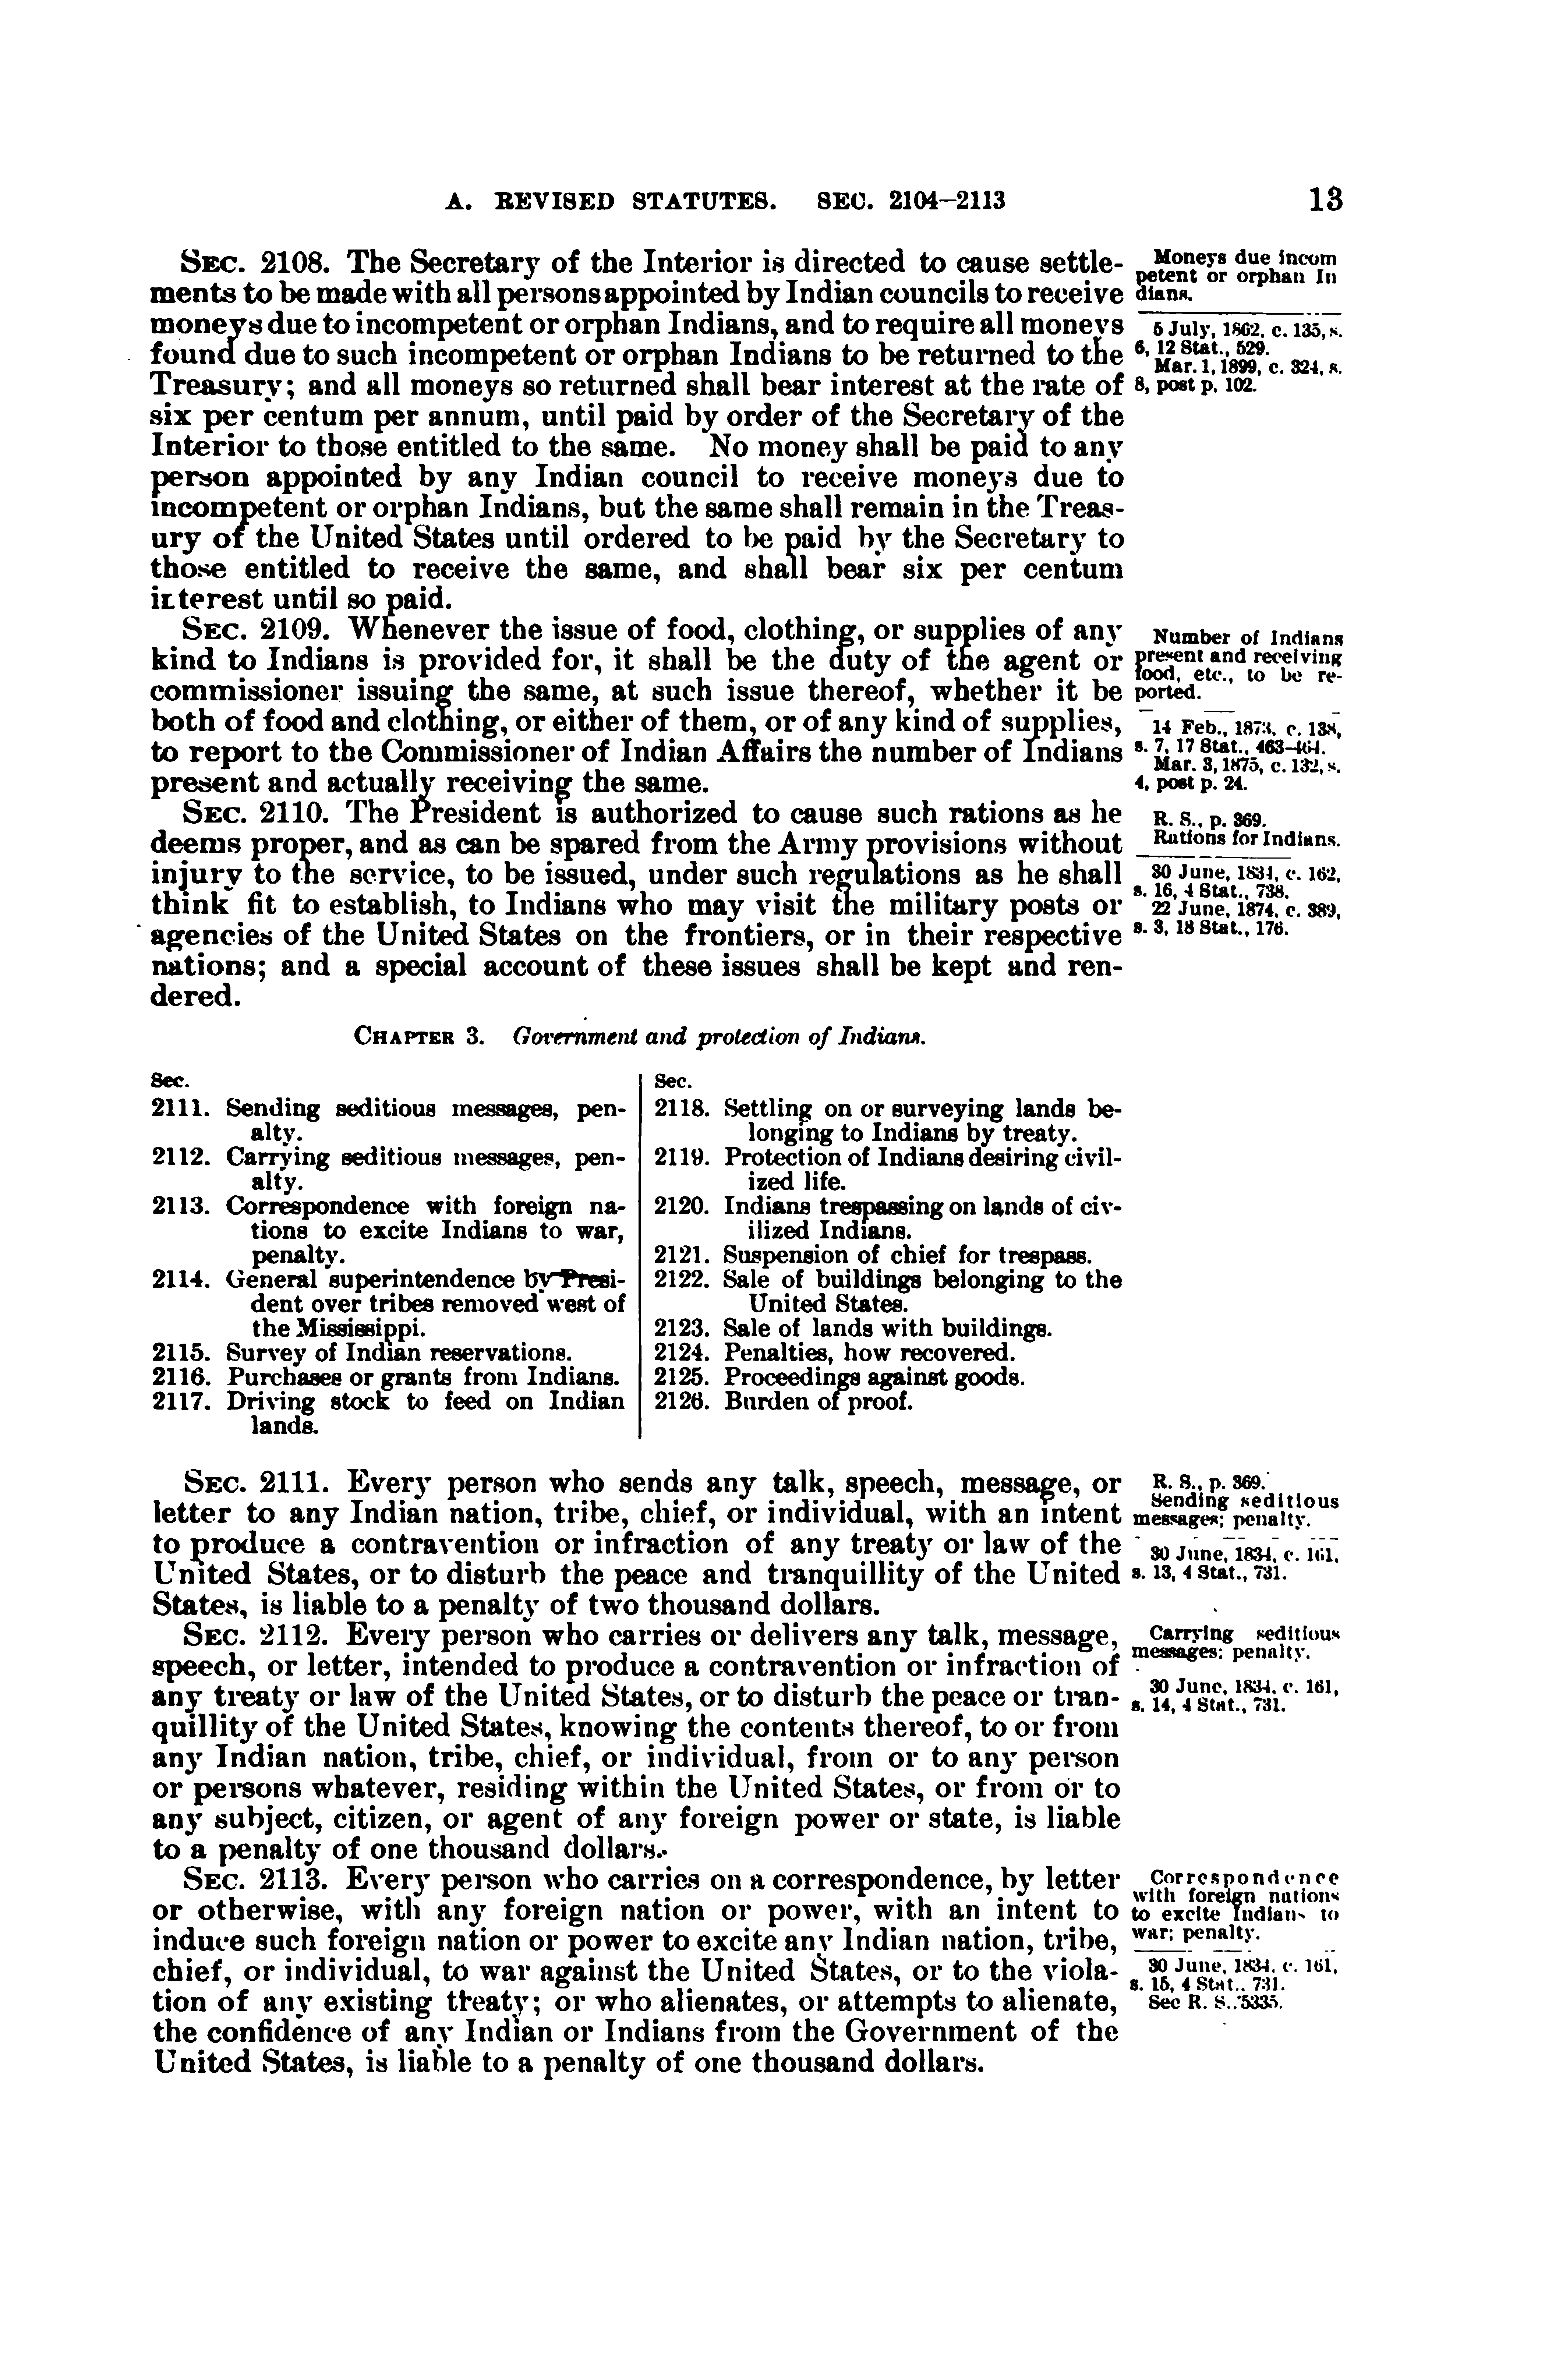 A. REVISED STATUTES. SEC. 2104–2113 13
SEC. 2108. The Secretary of the Interior is directed to cause settle-
ments to be made with all persons appointed by Indian councils to receive
moneys due to incompetent or orphan Indians, and to require all moneys
found due to such incompetent or orphan Indians to be returned to the
Treasury; and all moneys so returned shall bear interest at the rate of
six per centum per annum, until paid by order of the Secretary of the
Interior to those entitled to the same. No money shall be paid to any
person appointed by any Indian council to receive moneys due to
incompetent or orphan Indians, but the same shall remain in the Treas-
ury of the United States until ordered to be paid by the Secretary to
those entitled to receive the same, and shall bear six per centum
interest until so paid.
Moneys due incom
petent or orphan In
dians.
5 July, 1862, c. 135, s.
6, 12 Stat., 529.
Mar. 1, 1899, c. 324, s.
8, post p. 102.
SEC. 2109. Whenever the issue of food, clothing, or supplies of any
kind to Indians is provided for, it shall be the duty of the agent or
commissioner issuing the same, at such issue thereof, whether it be
both of food and clothing, or either of them, or of any kind of supplies,
to report to the Commissioner of Indian Affairs the number of Indians
present and actually receiving the same.
Number of Indians
present and receiving
food, etc., to be re-
ported.
14 Feb., 1873, c. 138,
s. 7, 17 Stat., 463–464.
Mar. 3, 1875, c. 132, s.
4, post p. 24.
SEC. 2110. The President is authorized to cause such rations as he
deems proper, and as can be spared from the Army provisions without
injury to the service, to be issued, under such regulations as he shall
think fit to establish, to Indians who may visit the military posts or
agencies of the United States on the frontiers, or in their respective
nations; and a special account of these issues shall be kept and ren-
dered.
R. S., p. 369.
Rations for Indians.
30 June, 1834, c. 162,
s. 16, 4 Stat., 738.
22 June, 1874, c. 389,
s. 3, 18 Stat., 176.
CHAPTER 3. Government and protection of Indians.
Sec.
2111. Sending seditious messages, pen-
alty.
2112. Carrying seditious messages, pen-
alty.
2113. Correspondence with foreign na-
tions to excite Indians to war,
penalty.
2114. General superintendence by Presi-
dent over tribes removed west of
the Mississippi.
2115. Survey of Indian reservations.
2116. Purchases or grants from Indians.
2117. Driving stock to feed on Indian
lands.
Sec.
2118. Settling on or surveying lands be-
longing to Indians by treaty.
2119. Protection of Indians desiring civil-
ized life.
2120. Indians trespassing on lands of civ-
ilized Indians.
2121. Suspension of chief for trespass.
2122. Sale of buildings belonging to the
United States.
2123. Sale of lands with buildings.
2124. Penalties, how recovered.
2125. Proceedings against goods.
2126. Burden of proof.
SEC. 2111. Every person who sends any talk, speech, message, or
letter to any Indian nation, tribe, chief, or individual, with an intent
to produce a contravention or infraction of any treaty or law of the
United States, or to disturb the peace and tranquillity of the United
States, is liable to a penalty of two thousand dollars.
R. S., p. 369.
Sending seditious
messages; penalty.
30 June, 1834, c. 161,
s. 13, 4 Stat., 731.
SEC. 2112. Every person who carries or delivers any talk, message,
speech, or letter, intended to produce a contravention or infraction of
any treaty or law of the United States, or to disturb the peace or tran-
quillity of the United States, knowing the contents thereof, to or from
any Indian nation, tribe, chief, or individual, from or to any person
or persons whatever, residing within the United States, or from or to
any subject, citizen, or agent of any foreign power or state, is liable
to a penalty of one thousand dollars.
Carrying seditious
messages: penalty.
30 June, 1834, c. 161,
s. 14, 4 Stat., 731.
SEC. 2113. Every person who carries on a correspondence, by letter
or otherwise, with any foreign nation or power, with an intent to
induce such foreign nation or power to excite any Indian nation, tribe,
chief, or individual, to war against the United States, or to the viola-
tion of any existing treaty; or who alienates, or attempts to alienate,
the confidence of any Indian or Indians from the Government of the
United States, is liable to a penalty of one thousand dollars.
Correspondence
with foreign nations
to excite Indians to
war; penalty.
30 June, 1834, c. 161,
s. 15, 4 Stat., 731.
See R. S., 5335.